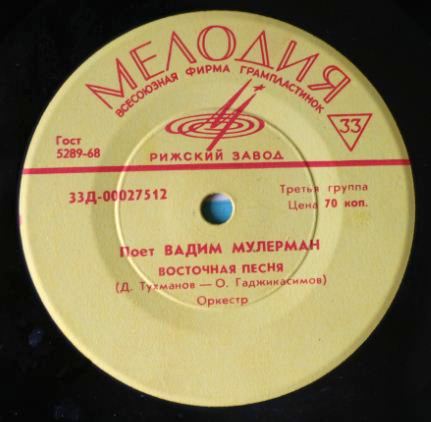 МЕЛОДИЯ
ВСЕСОЮЗНАЯ ФИРМА ГРАМПЛАСТИНОК
Гост
5289-68
33
РИЖСКИЙ ЗАВОД
33Д-00027512
Третья группа
Цена 70 коп.
Поет ВАДИМ МУЛЕРМАН
ВОСТОЧНАЯ ПЕСНЯ
(Д. Тухманов — О. Гаджикасимов)
Оркестр